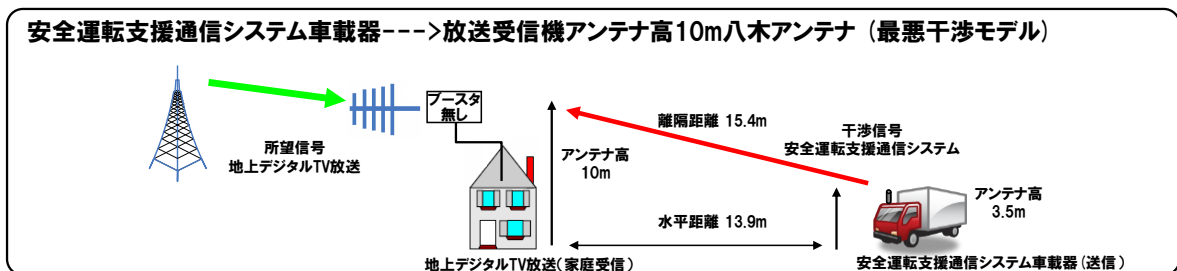 安全運転支援通信システム車載器--->放送受信機アンテナ高10m八木アンテナ (最悪干渉モデル)
ブースタ
無し
所望信号
地上デジタルTV放送
アンテナ高
10m
離隔距離 15.4m
干渉信号
安全運転支援通信システム
アンテナ高
3.5m
水平距離 13.9m
地上デジタルTV放送(家庭受信)
安全運転支援通信システム車載器(送信)